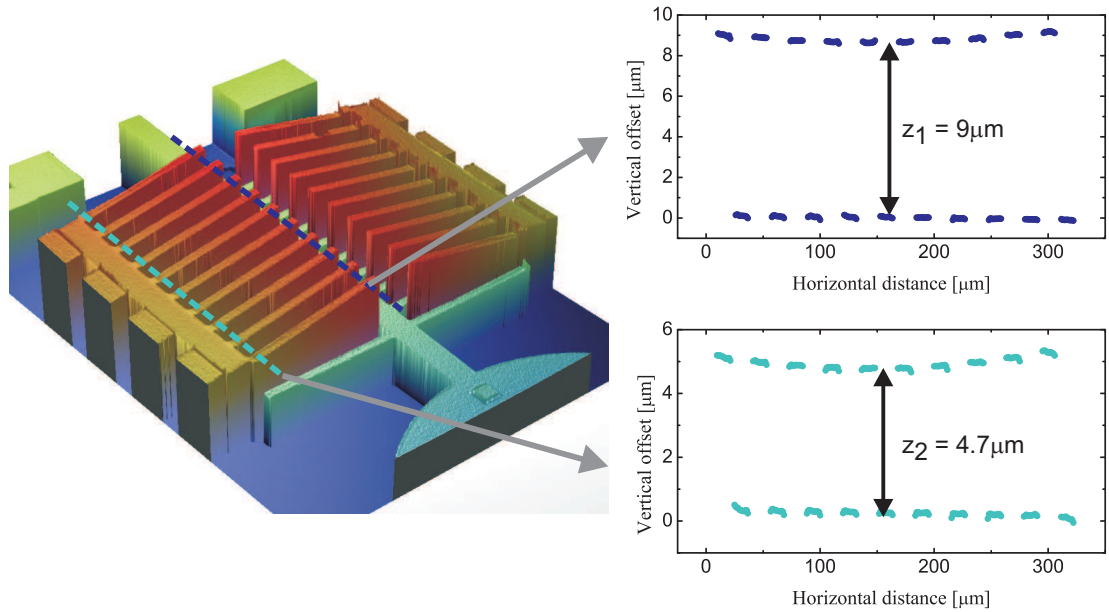 10
8
6
4
2
0
Vertical offset [μm]
z1 = 9μm
0 100 200 300
Horizontal distance [μm]
6
4
2
0
Vertical offset [μm]
z2 = 4.7μm
0 100 200 300
Horizontal distance [μm]